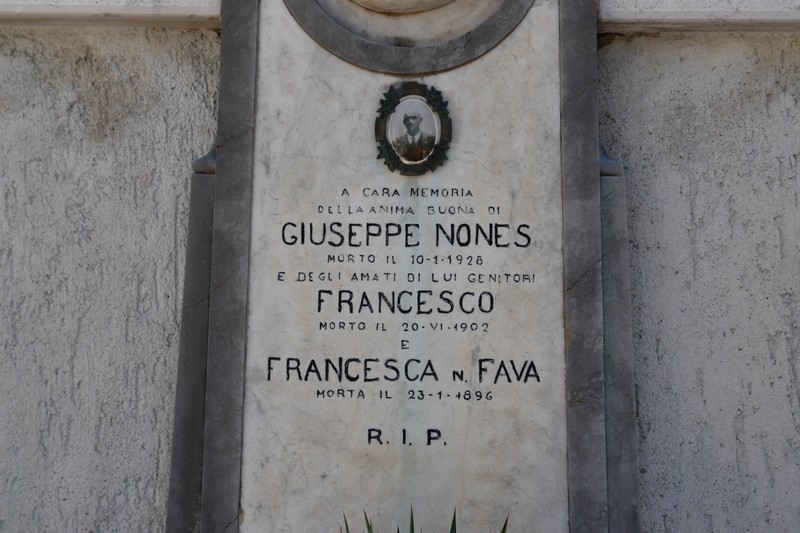 A CARA MEMORIA
DELLA ANIMA BUONA DI
GIUSEPPE NONES
MORTO IL 10-1-1928
E DEGLI AMATI DI LUI GENITORI
FRANCESCO
MORTO IL 20-VI-1902
E
FRANCESCA N. FAVA
MORTA IL 23-1-1896
R. I. P.